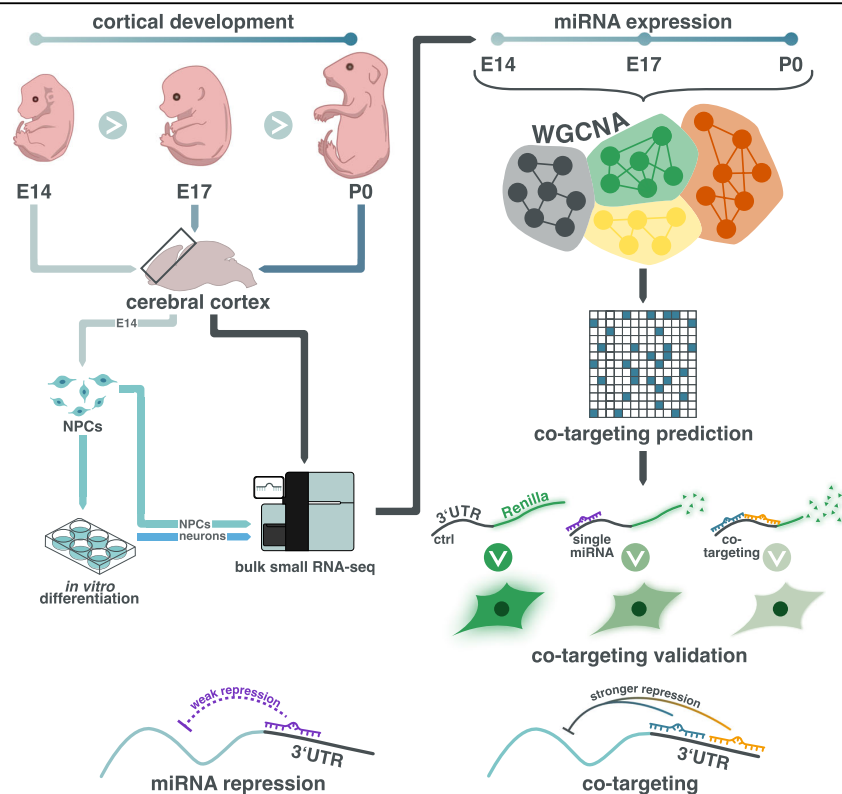 cortical development
E14
E17
P0
cerebral cortex
E14
NPCs
NPCs
neurons
in vitro
differentiation
bulk small RNA-seq
miRNA expression
E14
E17
P0
WGCNA
co-targeting prediction
3‘UTR
Renilla
ctrl
single
miRNA
co-
targeting
co-targeting validation
weak repression
3‘UTR
miRNA repression
stronger repression
3‘UTR
co-targeting